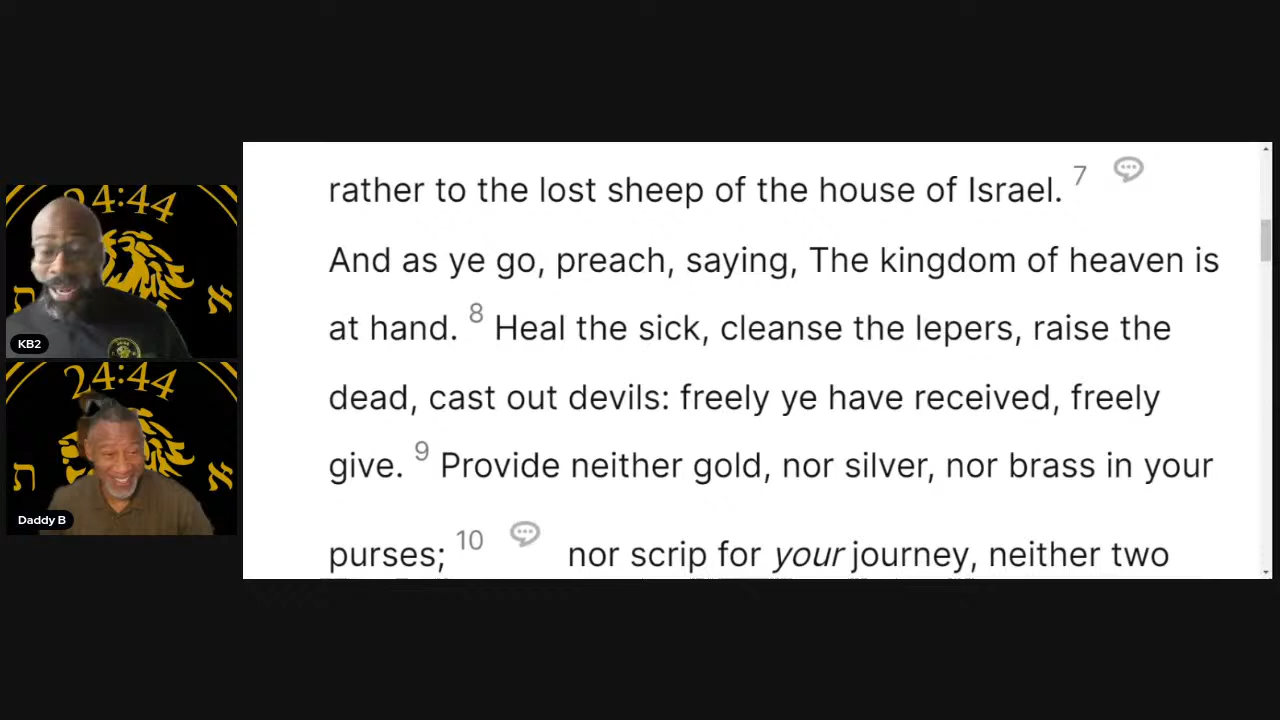 24:44
ת
א
KB2
24:44
ת
א
Daddy B
rather to the lost sheep of the house of Israel. 7
And as ye go, preach, saying, The kingdom of heaven is
at hand. 8 Heal the sick, cleanse the lepers, raise the
dead, cast out devils: freely ye have received, freely
give. 9 Provide neither gold, nor silver, nor brass in your
purses; 10 nor scrip for your journey, neither two